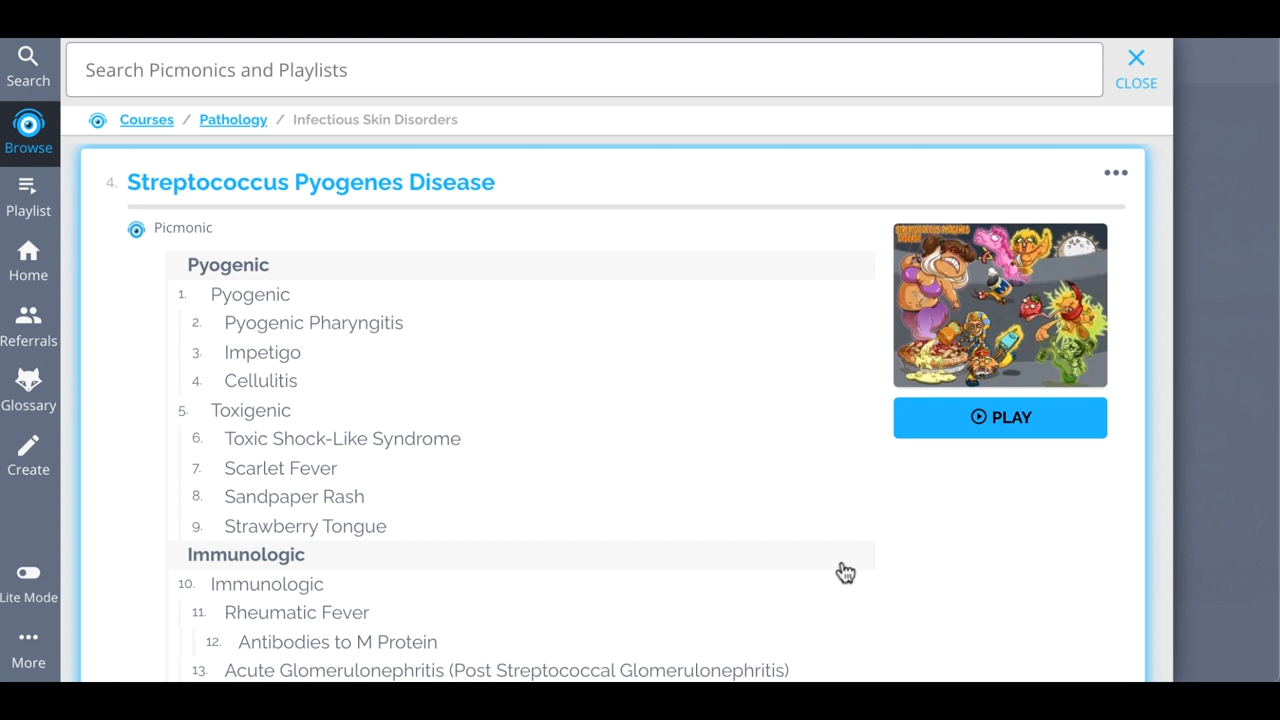 Search
Browse
Playlist
Home
Referrals
Glossary
Create
Lite Mode
More
Search Picmonics and Playlists
CLOSE
Courses / Pathology / Infectious Skin Disorders
4. Streptococcus Pyogenes Disease
Picmonic
STREPTOCOCCUS PYOGENES
DISEASE
PLAY
Pyogenic
1. Pyogenic
2. Pyogenic Pharyngitis
3. Impetigo
4. Cellulitis
5. Toxigenic
6. Toxic Shock-Like Syndrome
7. Scarlet Fever
8. Sandpaper Rash
9. Strawberry Tongue
Immunologic
10. Immunologic
11. Rheumatic Fever
12. Antibodies to M Protein
13. Acute Glomerulonephritis (Post Streptococcal Glomerulonephritis)